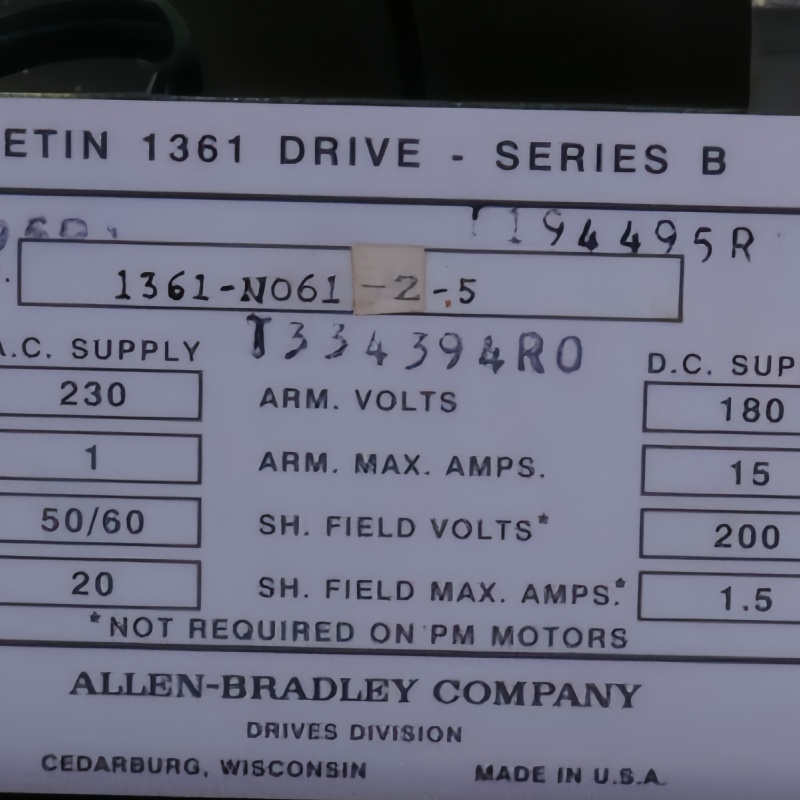 ETIN 1361 DRIVE - SERIES B
T194495R
1361-N061-2-.5
T334394RO
A.C. SUPPLY D.C. SUP
230 ARM. VOLTS 180
1 ARM. MAX. AMPS. 15
50/60 SH. FIELD VOLTS* 200
20 SH. FIELD MAX. AMPS.* 1.5
*NOT REQUIRED ON PM MOTORS
ALLEN-BRADLEY COMPANY
DRIVES DIVISION
CEDARBURG, WISCONSIN MADE IN U.S.A.